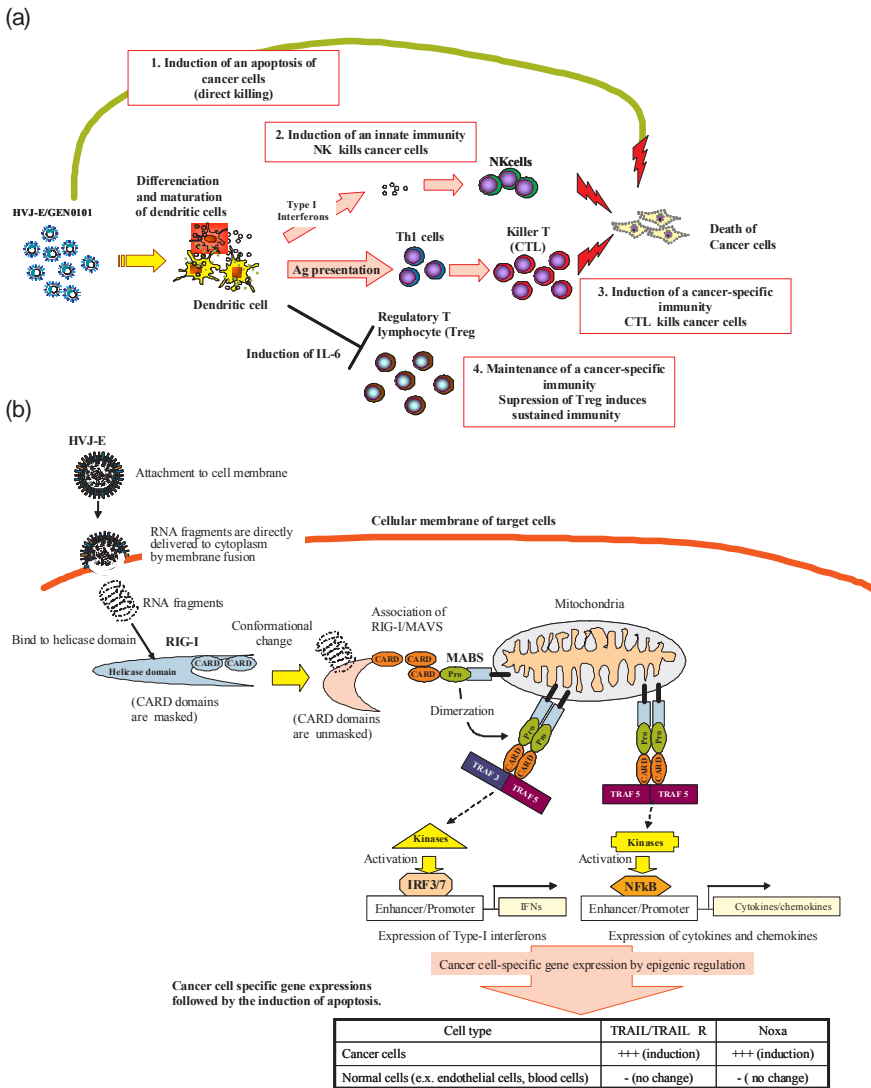 (a)
1. Induction of an apoptosis of
cancer cells
(direct killing)
2. Induction of an innate immunity
NK kills cancer cells
NKcells
Differenciation
and maturation
of dendritic cells
HVJ-E/GEN0101
Type I
Interferons
Th1 cells
Killer T
(CTL)
Death of
Cancer cells
Ag presentation
Dendritic cell
3. Induction of a cancer-specific
immunity
CTL kills cancer cells
Regulatory T
lymphocyte (Treg
Induction of IL-6
4. Maintenance of a cancer-specific
immunity
Supression of Treg induces
sustained immunity
(b)
HVJ-E
Attachment to cell membrane
Cellular membrane of target cells
RNA fragments are directly
delivered to cytoplasm
by membrane fusion
RNA fragments
Bind to helicase domain
RIG-I
Conformational
change
Association of
RIG-I/MAVS
Mitochondria
MABS
Helicase domain
CARD
CARD
CARD
CARD
CARD
Pro
(CARD domains
are masked)
(CARD domains
are unmasked)
Dimerzation
Pro
Pro
CARD
CARD
TRAF 3
TRAF 5
Pro
Pro
CARD
CARD
TRAF 5
TRAF 5
Kinases
Activation
IRF3/7
Enhancer/Promoter
IFNs
Expression of Type-I interferons
Kinases
Activation
NFkB
Enhancer/Promoter
Cytokines/chemokines
Expression of cytokines and chemokines
Cancer cell-specific gene expression by epigenic regulation
Cancer cell specific gene expressions
followed by the induction of apoptosis.
Cell type TRAIL/TRAIL R Noxa
Cancer cells +++ (induction) +++ (induction)
Normal cells (e.x. endothelial cells, blood cells) - (no change) - ( no change)